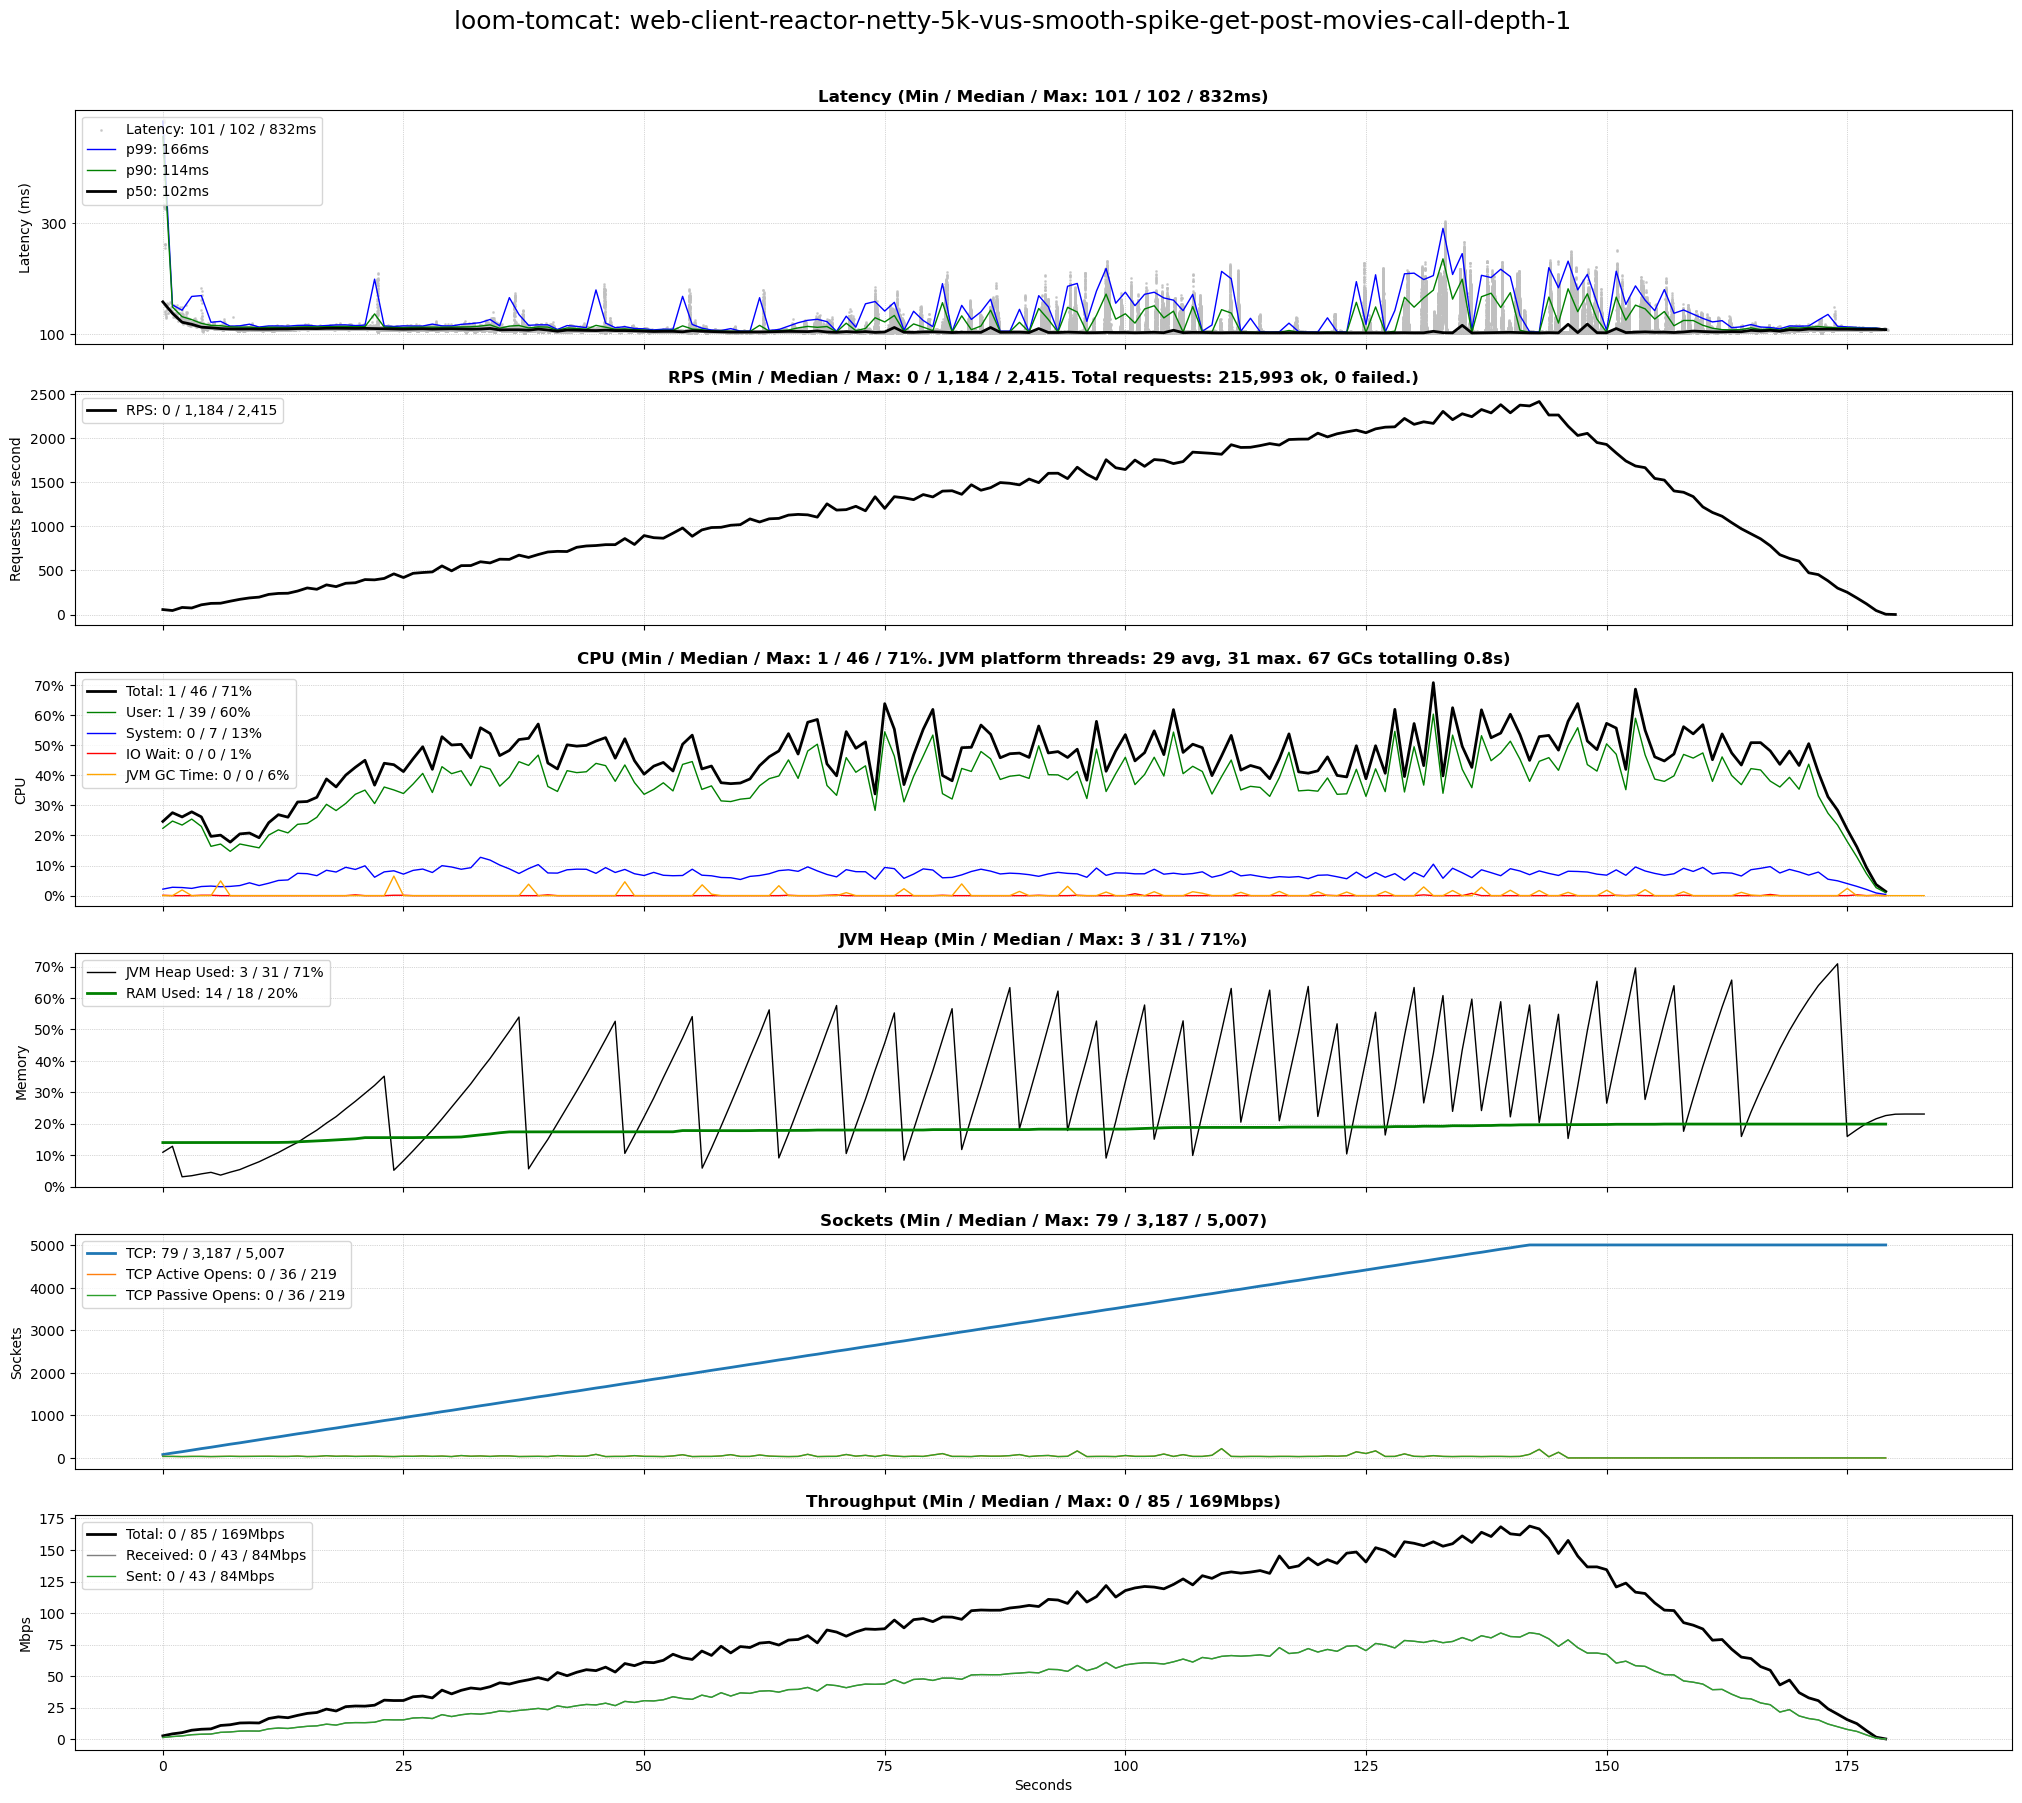 loom-tomcat: web-client-reactor-netty-5k-vus-smooth-spike-get-post-movies-call-depth-1
Latency (Min / Median / Max: 101 / 102 / 832ms)
Latency: 101 / 102 / 832ms
p99: 166ms
p90: 114ms
p50: 102ms
Latency (ms)
300
100
RPS (Min / Median / Max: 0 / 1,184 / 2,415. Total requests: 215,993 ok, 0 failed.)
RPS: 0 / 1,184 / 2,415
Requests per second
2500
2000
1500
1000
500
0
CPU (Min / Median / Max: 1 / 46 / 71%. JVM platform threads: 29 avg, 31 max. 67 GCs totalling 0.8s)
Total: 1 / 46 / 71%
User: 1 / 39 / 60%
System: 0 / 7 / 13%
IO Wait: 0 / 0 / 1%
JVM GC Time: 0 / 0 / 6%
CPU
70%
60%
50%
40%
30%
20%
10%
0%
JVM Heap (Min / Median / Max: 3 / 31 / 71%)
JVM Heap Used: 3 / 31 / 71%
RAM Used: 14 / 18 / 20%
Memory
70%
60%
50%
40%
30%
20%
10%
0%
Sockets (Min / Median / Max: 79 / 3,187 / 5,007)
TCP: 79 / 3,187 / 5,007
TCP Active Opens: 0 / 36 / 219
TCP Passive Opens: 0 / 36 / 219
Sockets
5000
4000
3000
2000
1000
0
Throughput (Min / Median / Max: 0 / 85 / 169Mbps)
Total: 0 / 85 / 169Mbps
Received: 0 / 43 / 84Mbps
Sent: 0 / 43 / 84Mbps
Mbps
175
150
125
100
75
50
25
0
0 25 50 75 100 125 150 175
Seconds